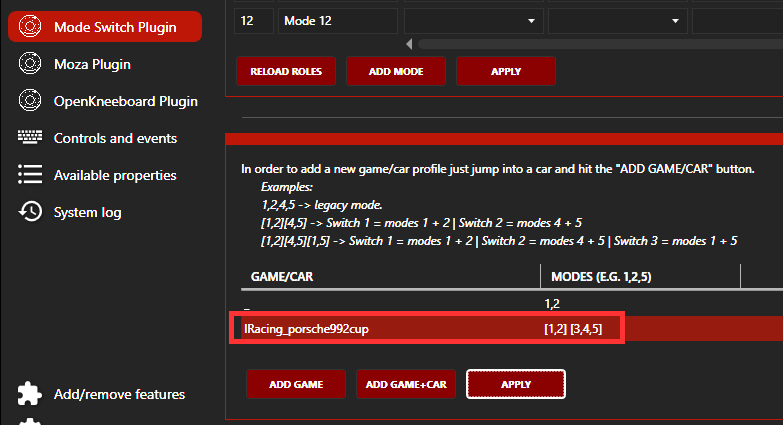 Mode Switch Plugin
Moza Plugin
OpenKneeboard Plugin
Controls and events
Available properties
System log
Add/remove features
12 Mode 12
RELOAD ROLES ADD MODE APPLY
In order to add a new game/car profile just jump into a car and hit the "ADD GAME/CAR" button.
Examples:
1,2,4,5 -> legacy mode.
[1,2][4,5] -> Switch 1 = modes 1 + 2 | Switch 2 = modes 4 + 5
[1,2][4,5][1,5] -> Switch 1 = modes 1 + 2 | Switch 2 = modes 4 + 5 | Switch 3 = modes 1 + 5
GAME/CAR MODES (E.G. 1,2,5)
_ 1,2
IRacing_porsche992cup [1,2] [3,4,5]
ADD GAME ADD GAME+CAR APPLY